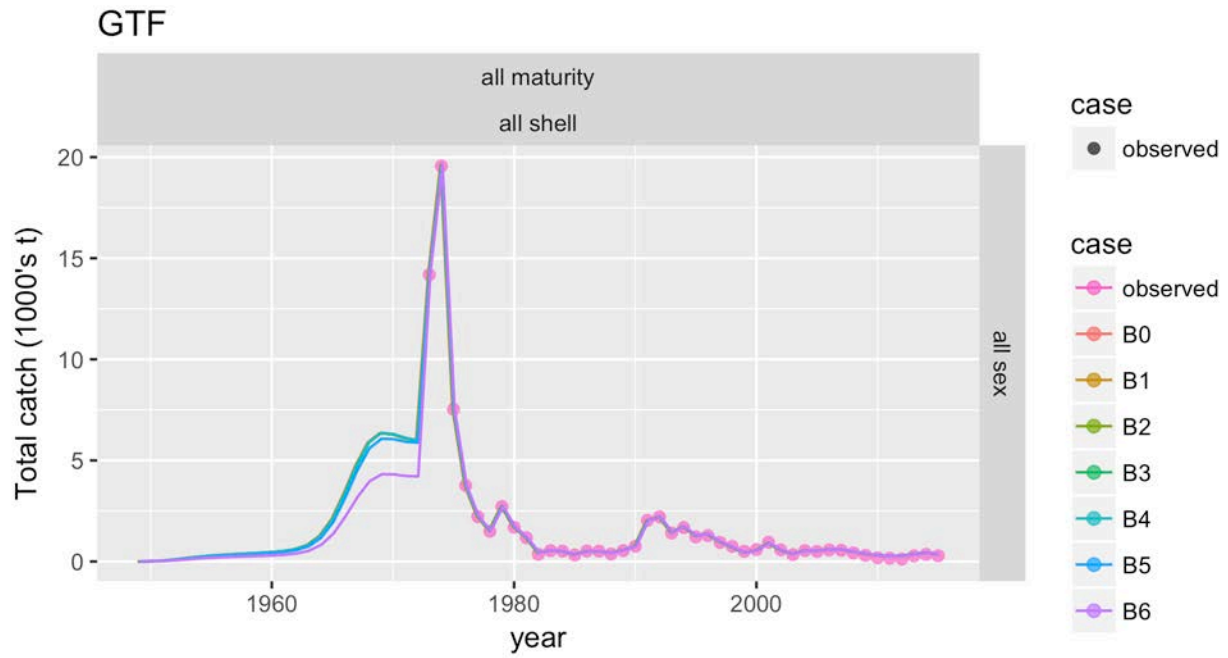 GTF
all maturity
all shell
all sex
Total catch (1000's t)
20
15
10
5
0
1960
1980
2000
year
case
observed
case
observed
B0
B1
B2
B3
B4
B5
B6